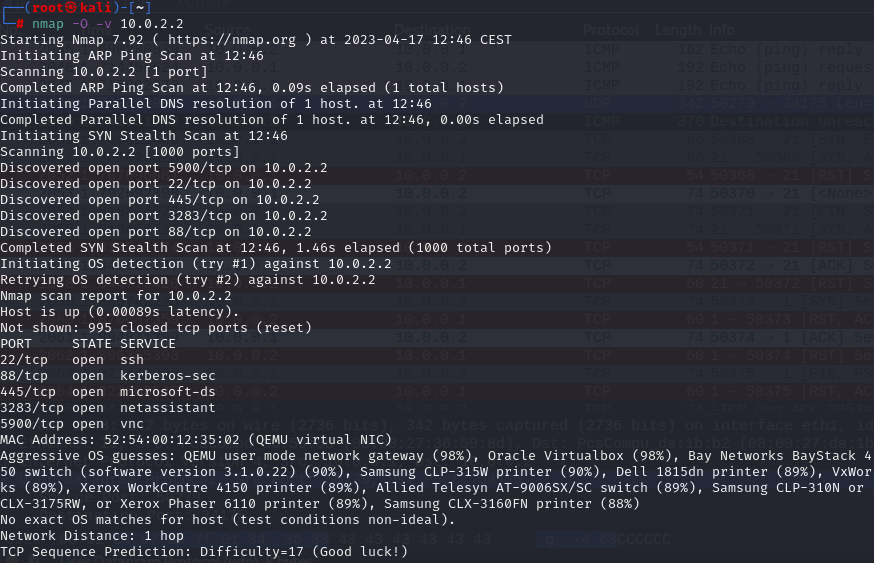 (root㉿kali)-[~]
# nmap -O -v 10.0.2.2
Starting Nmap 7.92 ( https://nmap.org ) at 2023-04-17 12:46 CEST
Initiating ARP Ping Scan at 12:46
Scanning 10.0.2.2 [1 port]
Completed ARP Ping Scan at 12:46, 0.09s elapsed (1 total hosts)
Initiating Parallel DNS resolution of 1 host. at 12:46
Completed Parallel DNS resolution of 1 host. at 12:46, 0.00s elapsed
Initiating SYN Stealth Scan at 12:46
Scanning 10.0.2.2 [1000 ports]
Discovered open port 5900/tcp on 10.0.2.2
Discovered open port 22/tcp on 10.0.2.2
Discovered open port 445/tcp on 10.0.2.2
Discovered open port 3283/tcp on 10.0.2.2
Discovered open port 88/tcp on 10.0.2.2
Completed SYN Stealth Scan at 12:46, 1.46s elapsed (1000 total ports)
Initiating OS detection (try #1) against 10.0.2.2
Retrying OS detection (try #2) against 10.0.2.2
Nmap scan report for 10.0.2.2
Host is up (0.00089s latency).
Not shown: 995 closed tcp ports (reset)
PORT     STATE SERVICE
22/tcp   open  ssh
88/tcp   open  kerberos-sec
445/tcp  open  microsoft-ds
3283/tcp open  netassistant
5900/tcp open  vnc
MAC Address: 52:54:00:12:35:02 (QEMU virtual NIC)
Aggressive OS guesses: QEMU user mode network gateway (98%), Oracle Virtualbox (98%), Bay Networks BayStack 4
50 switch (software version 3.1.0.22) (90%), Samsung CLP-315W printer (90%), Dell 1815dn printer (89%), VxWor
ks (89%), Xerox WorkCentre 4150 printer (89%), Allied Telesyn AT-9006SX/SC switch (89%), Samsung CLP-310N or
CLX-3175RW, or Xerox Phaser 6110 printer (89%), Samsung CLX-3160FN printer (88%)
No exact OS matches for host (test conditions non-ideal).
Network Distance: 1 hop
TCP Sequence Prediction: Difficulty=17 (Good luck!)